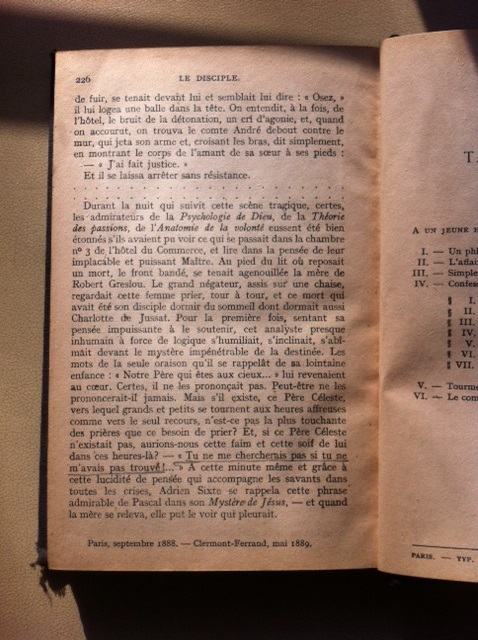 226 LE DISCIPLE.
de fuir, se tenait devant lui et semblait lui dire : « Osez, »
il lui logea une balle dans la tête. On entendit, à la fois, de
l'hôtel, le bruit de la détonation, un cri d'agonie, et, quand
on accourut, on trouva le comte André debout contre le
mur, qui jeta son arme et, croisant les bras, dit simplement,
en montrant le corps de l'amant de sa sœur à ses pieds :
— « J'ai fait justice. »
Et il se laissa arrêter sans résistance.
Durant la nuit qui suivit cette scène tragique, certes,
les admirateurs de la Psychologie de Dieu, de la Théorie
des passions, de l'Anatomie de la volonté eussent été bien
étonnés s'ils avaient pu voir ce qui se passait dans la chambre
nº 3 de l'hôtel du Commerce, et lire dans la pensée de leur
implacable et puissant Maître. Au pied du lit où reposait
un mort, le front bandé, se tenait agenouillée la mère de
Robert Greslou. Le grand négateur, assis sur une chaise,
regardait cette femme prier, tour à tour, et ce mort qui
avait été son disciple dormir du sommeil dont dormait aussi
Charlotte de Jussat. Pour la première fois, sentant sa
pensée impuissante à le soutenir, cet analyste presque
inhumain à force de logique s'humiliait, s'inclinait, s'abî-
mait devant le mystère impénétrable de la destinée. Les
mots de la seule oraison qu'il se rappelât de sa lointaine
enfance : « Notre Père qui êtes aux cieux... » lui revenaient
au cœur. Certes, il ne les prononçait pas. Peut-être ne les
prononcerait-il jamais. Mais s'il existe, ce Père Céleste,
vers lequel grands et petits se tournent aux heures affreuses
comme vers le seul recours, n'est-ce pas la plus touchante
des prières que ce besoin de prier? Et, si ce Père Céleste
n'existait pas, aurions-nous cette faim et cette soif de lui
dans ces heures-là? — « Tu ne me chercherais pas si tu ne
m'avais pas trouvé!... » A cette minute même et grâce à
cette lucidité de pensée qui accompagne les savants dans
toutes les crises, Adrien Sixte se rappela cette phrase
admirable de Pascal dans son Mystère de Jésus, — et quand
la mère se releva, elle put le voir qui pleurait.
Paris, septembre 1888. — Clermont-Ferrand, mai 1889.
A UN JEUNE
I. — Un
II. — L'affai
III. — Simple
IV. — Confes
§ I.
§ II.
§ III.
§ IV.
§ V.
§ VI.
§ VII.
V. — Tourme
VI. — Le com
PARIS. — TYP.